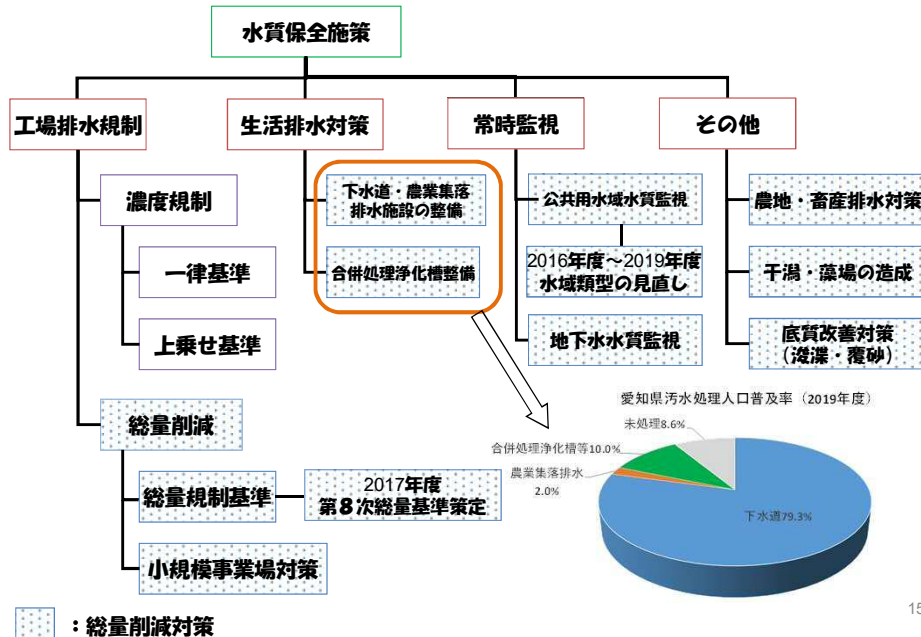 水質保全施策
工場排水規制
生活排水対策
常時監視
その他
濃度規制
一律基準
上乗せ基準
総量削減
総量規制基準
2017年度
第8次総量基準策定
小規模事業場対策
下水道・農業集落
排水施設の整備
合併処理浄化槽整備
公共用水域水質監視
2016年度～2019年度
水域類型の見直し
地下水水質監視
農地・畜産排水対策
干潟・藻場の造成
底質改善対策
(浚渫・覆砂)
愛知県汚水処理人口普及率（2019年度）
未処理8.6%
合併処理浄化槽等10.0%
農業集落排水
2.0%
下水道79.3%
：総量削減対策
15